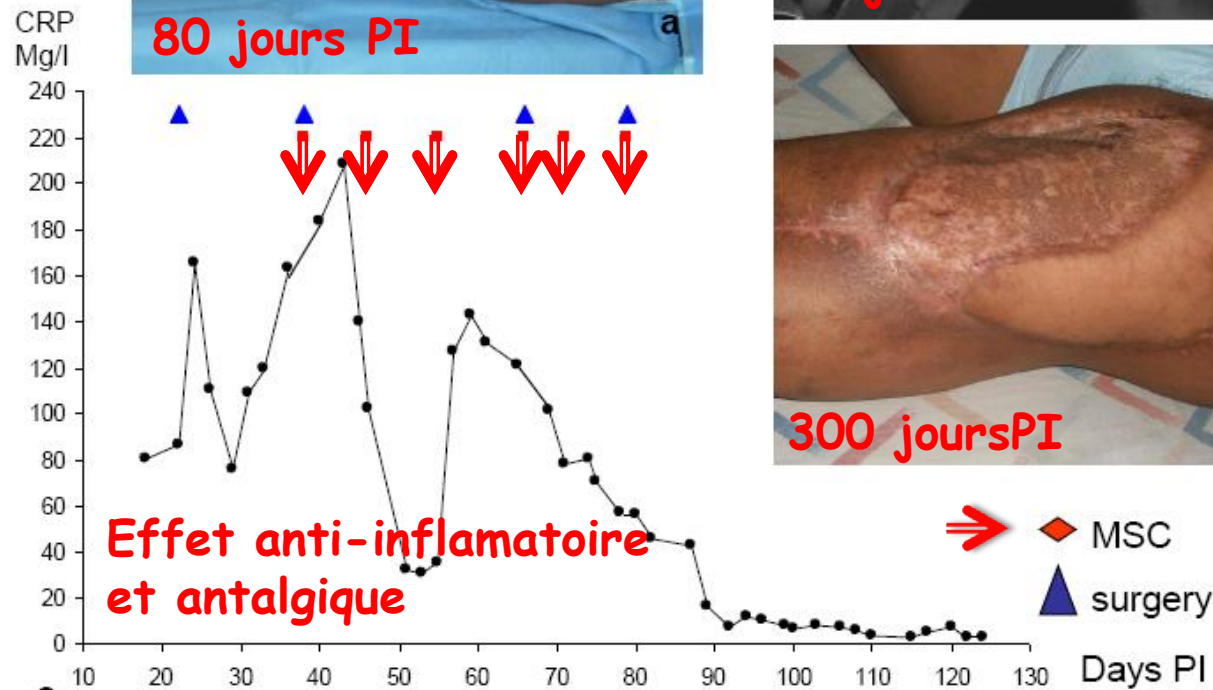 CRP
Mg/l
80 jours PI
a
240
220
200
180
160
140
120
100
80
60
40
20
0
10 20 30 40 50 60 70 80 90 100 110 120 130
Days PI
Effet anti-inflamatoire
et antalgique
300 joursPI
MSC
surgery